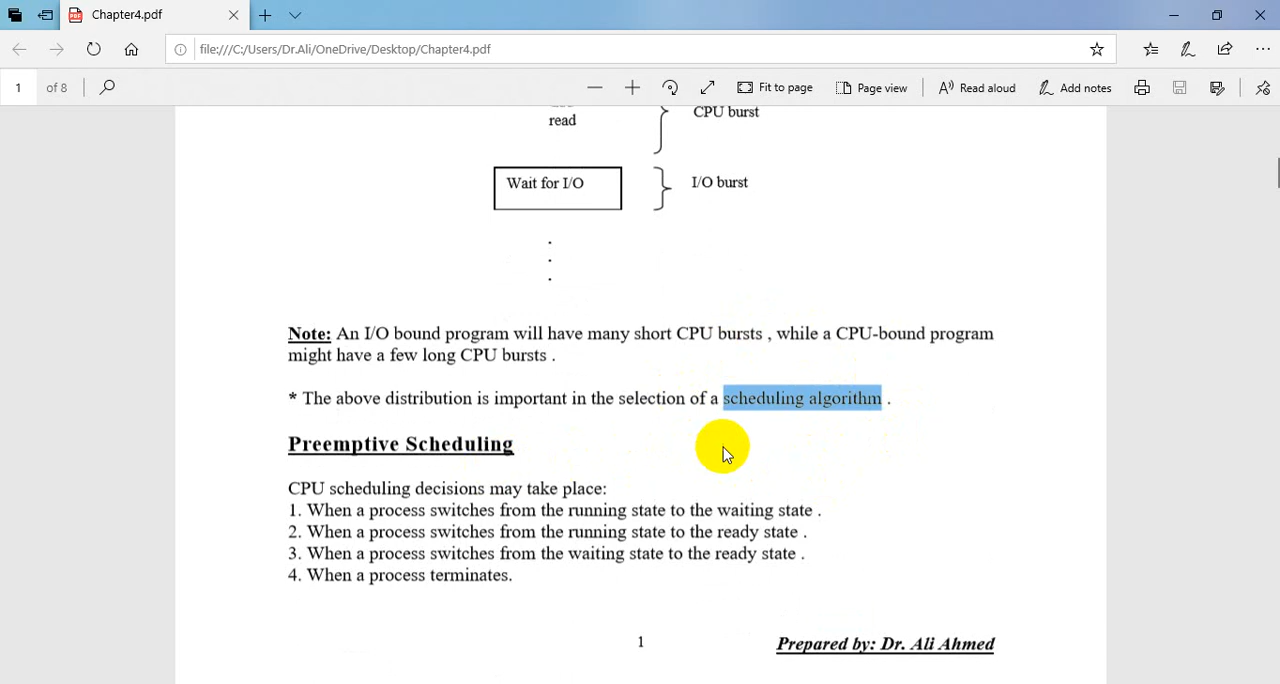 Chapter4.pdf
file:///C:/Users/Dr.Ali/OneDrive/Desktop/Chapter4.pdf
1 of 8 Fit to page Page view Read aloud Add notes
CPU burst
read
Wait for I/O I/O burst
.
.
.
Note: An I/O bound program will have many short CPU bursts , while a CPU-bound program
might have a few long CPU bursts .
* The above distribution is important in the selection of a scheduling algorithm .
Preemptive Scheduling
CPU scheduling decisions may take place:
1. When a process switches from the running state to the waiting state .
2. When a process switches from the running state to the ready state .
3. When a process switches from the waiting state to the ready state .
4. When a process terminates.
1 Prepared by: Dr. Ali Ahmed